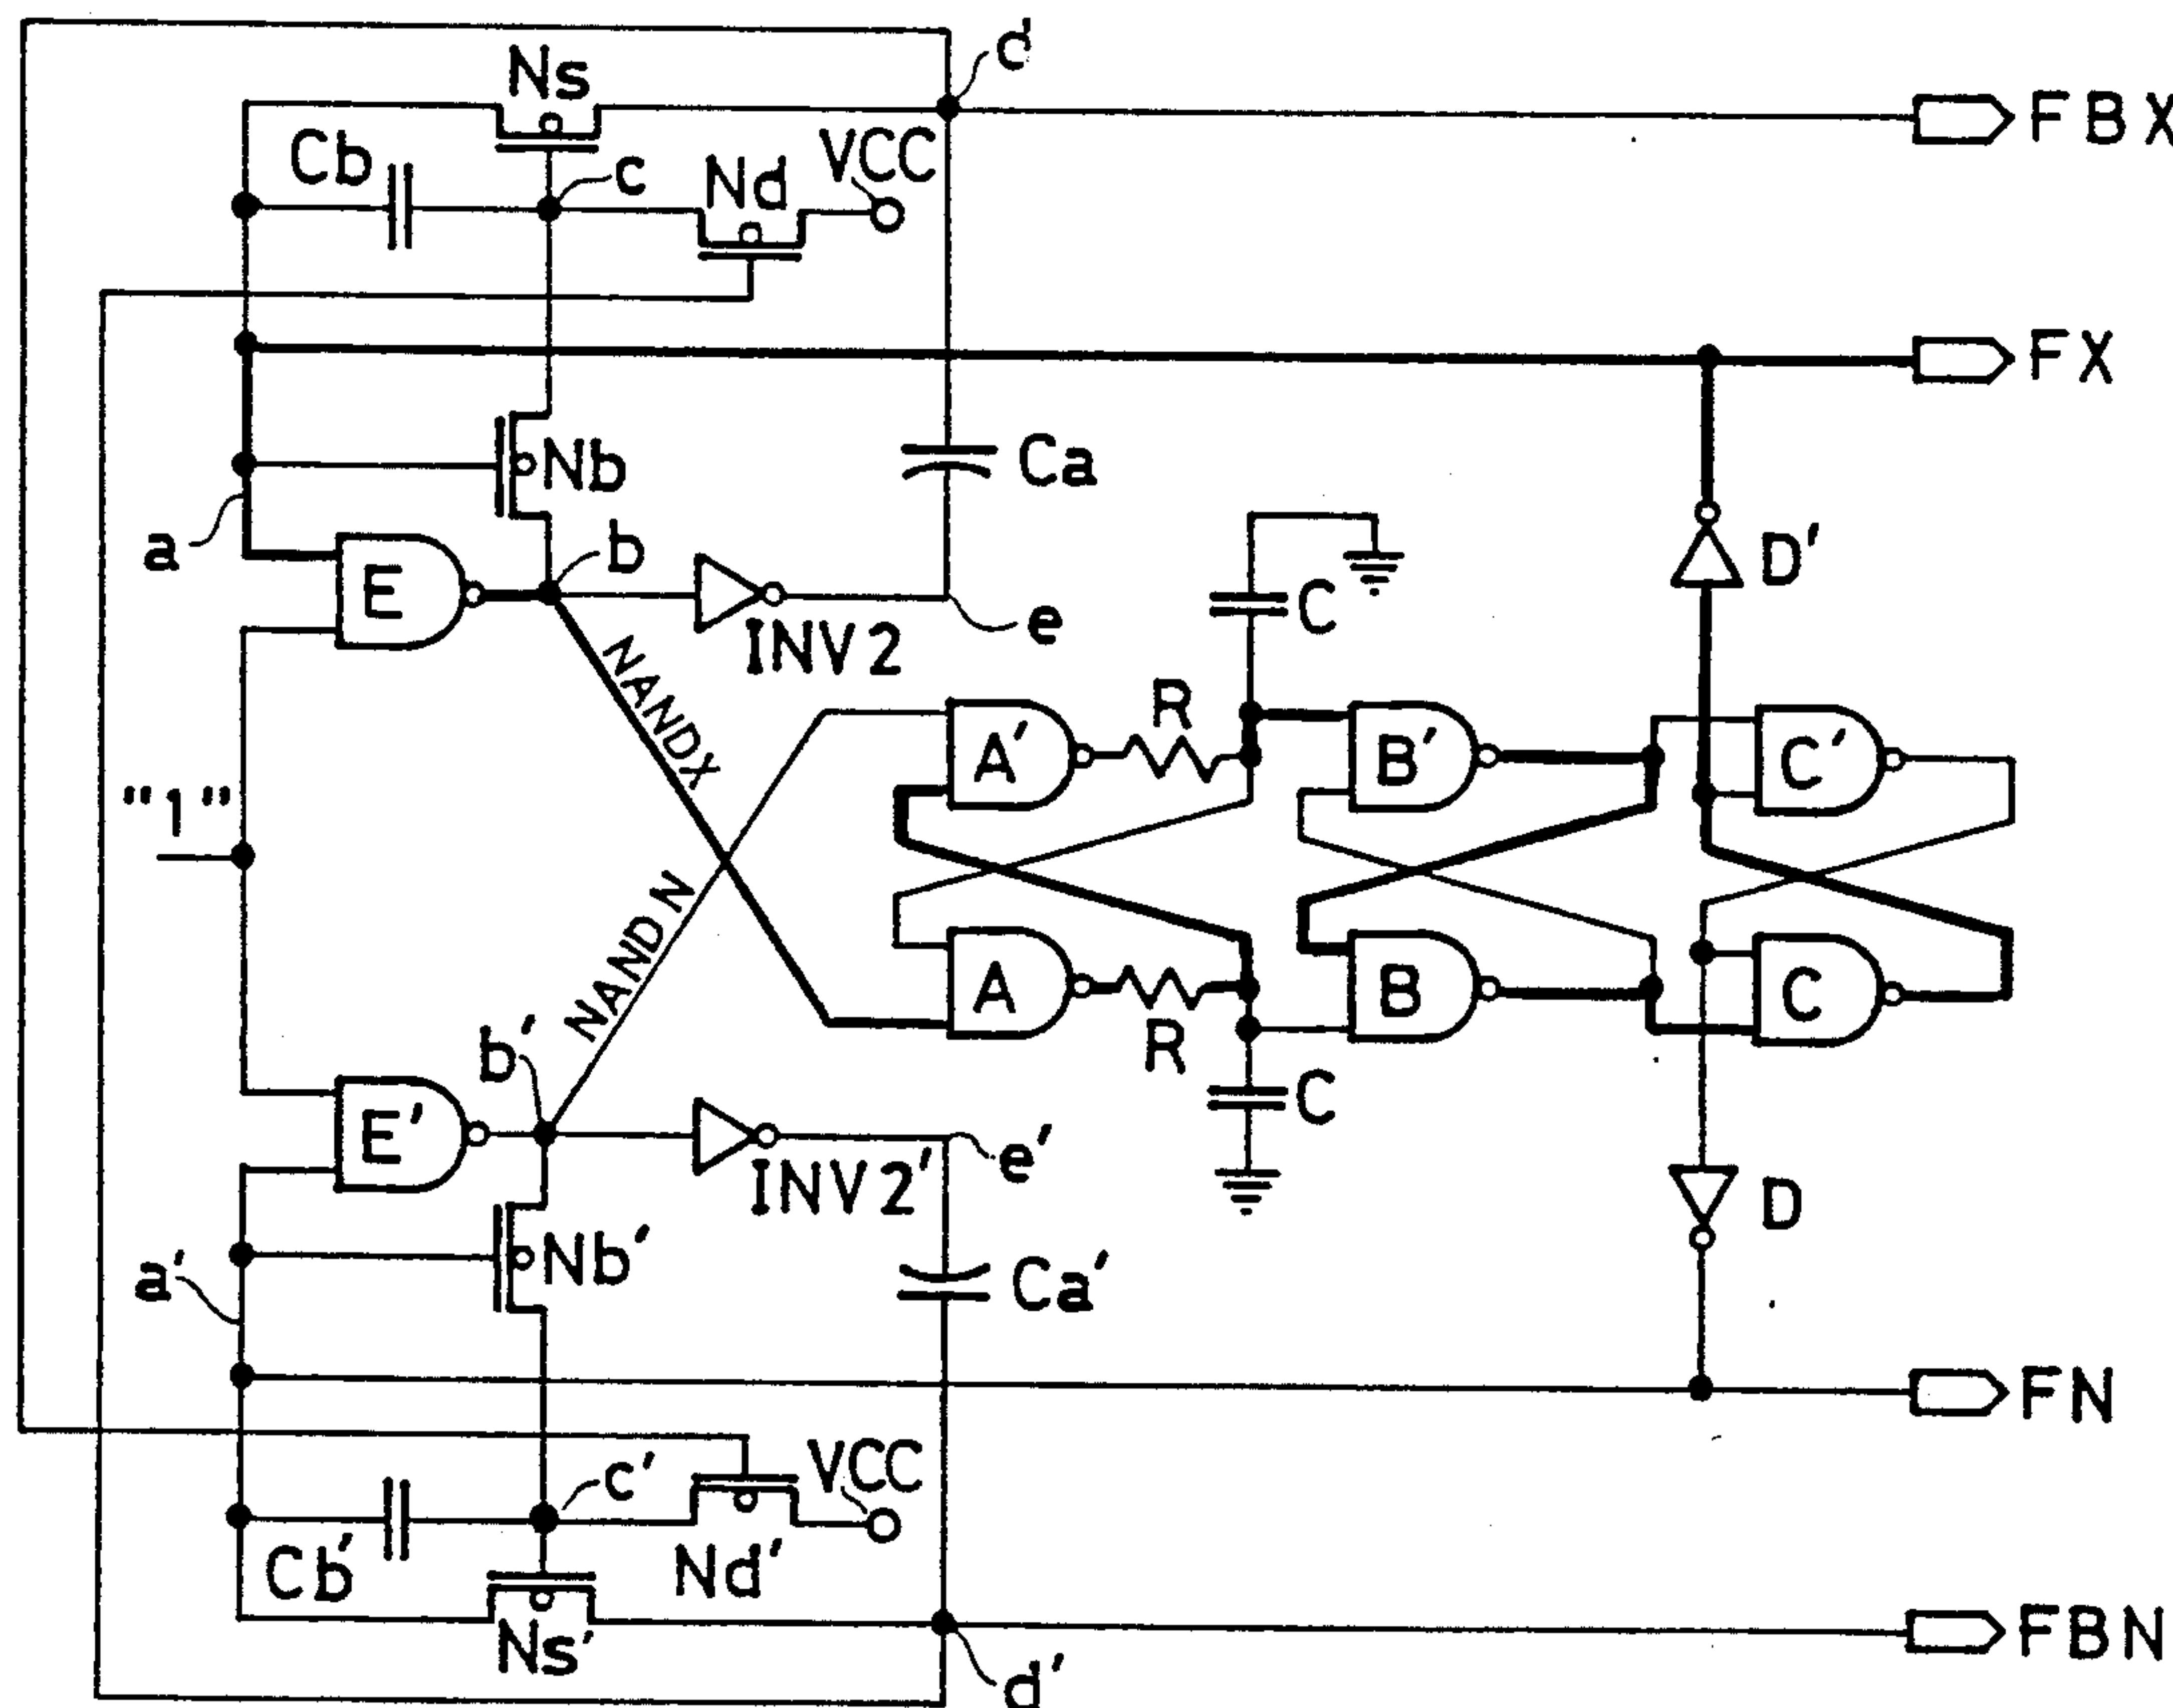 d
Ns
FBX
Cb
c
Nd
VCC
FX
Nb
Ca
a
E
b
INV2
e
C
D'
NANDX
R
A'
B'
C'
"1"
NANDN
A
B
C
R
b'
C
E'
INV2'
e'
D
Nb'
a'
Ca'
FN
c'
VCC
Cb'
Nd'
Ns'
FBN
d'